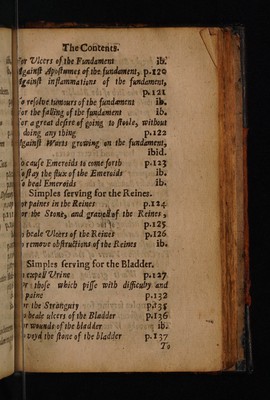 The Contents.
For Vlcers of the Fundament ib.
Against Apostumes of the fundament, p.120
Against inflammations of the fundament,
p.121
To resolve tumours of the fundament ib.
For the falling of the fundament ib.
For a great desire of going to stoole, without
doing any thing p.122
Against Warts growing on the fundament,
ibid.
To cause Emeroids to come forth p.123
To stay the flux of the Emeroids ib.
To heal Emeroids ib.
Simples serving for the Reines.
For paines in the Reines p.124
For the Stone, and gravell of the Reines,
p.125
To heale Vlcers of the Reines p.126
To remove obstructions of the Reines ib.
Simples serving for the Bladder.
To expell Vrine p.127
For those which pisse with difficulty and
paine p.132
For the Stranguty p.135
To heale ulcers of the Bladder p.136
For wounds of the bladder ib.
To voyd the stone of the bladder p.137
To